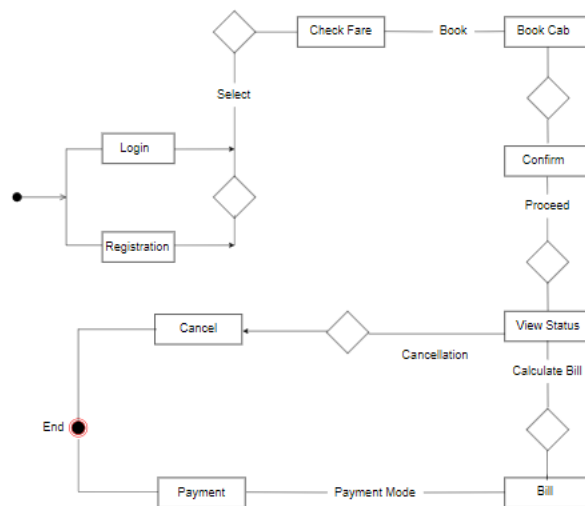 Check Fare
Book
Book Cab
Select
Login
Confirm
Proceed
Registration
Cancel
View Status
Cancellation
Calculate Bill
End
Payment
Payment Mode
Bill